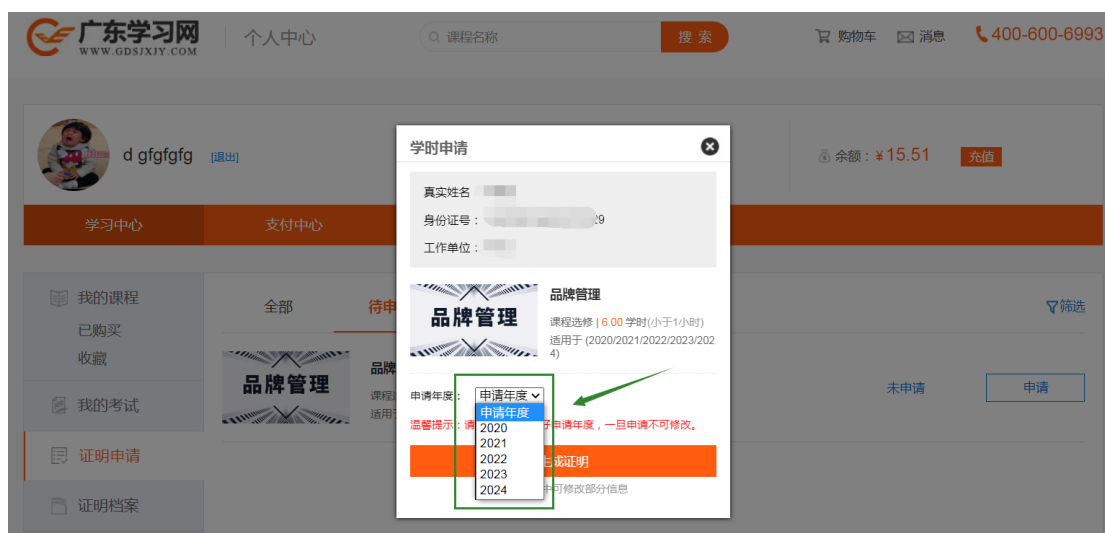 广东学习网
WWW.GDSJXJY.COM
个人中心
课程名称
搜 索
购物车
消息
400-600-6993
d gfgfgfg
[退出]
余额：¥15.51
充值
学习中心
支付中心
我的课程
已购买
收藏
我的考试
证明申请
证明档案
全部
待申
筛选
品牌管理
品牌
课程
适用于
未申请
申请
学时申请
真实姓名
身份证号：
29
工作单位：
品牌管理
品牌管理
课程选修 | 6.00 学时(小于1小时)
适用于 (2020/2021/2022/2023/202
4)
申请年度：
申请年度
申请年度
2020
2021
2022
2023
2024
温馨提示：请
好申请年度，一旦申请不可修改。
生成证明
中可修改部分信息